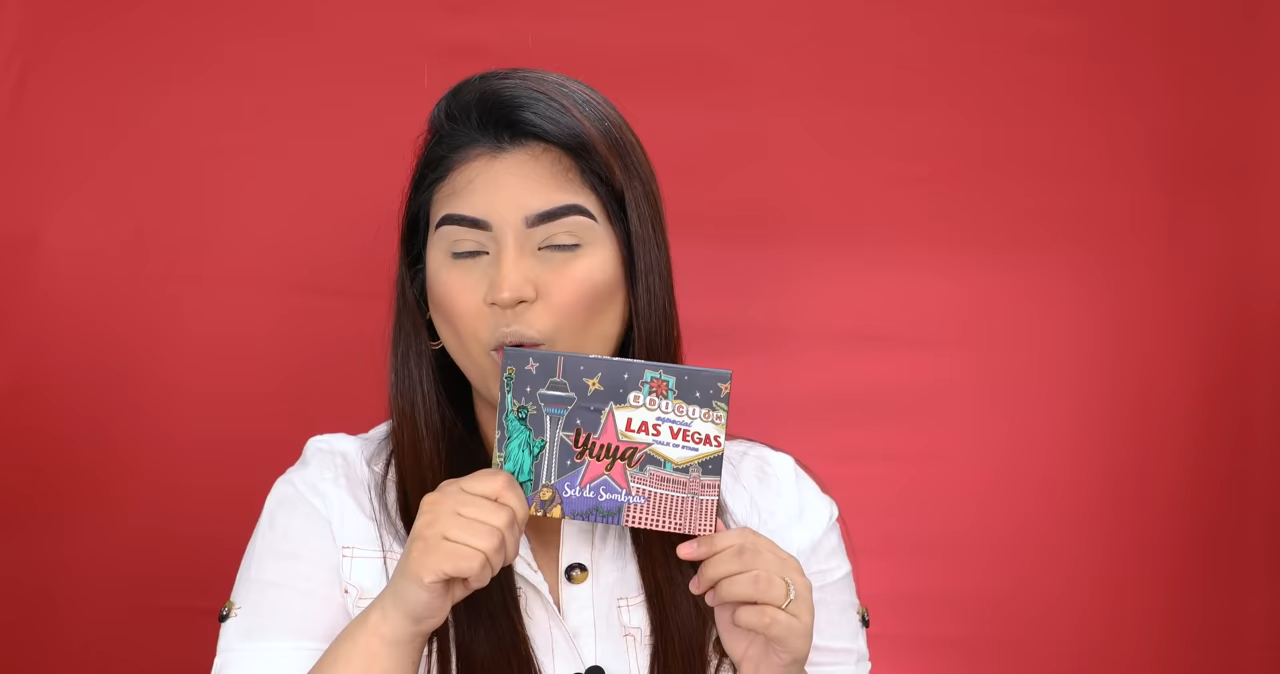 EDICIÓN
especial
LAS VEGAS
WALK OF STARS
Yuya
Set de Sombras